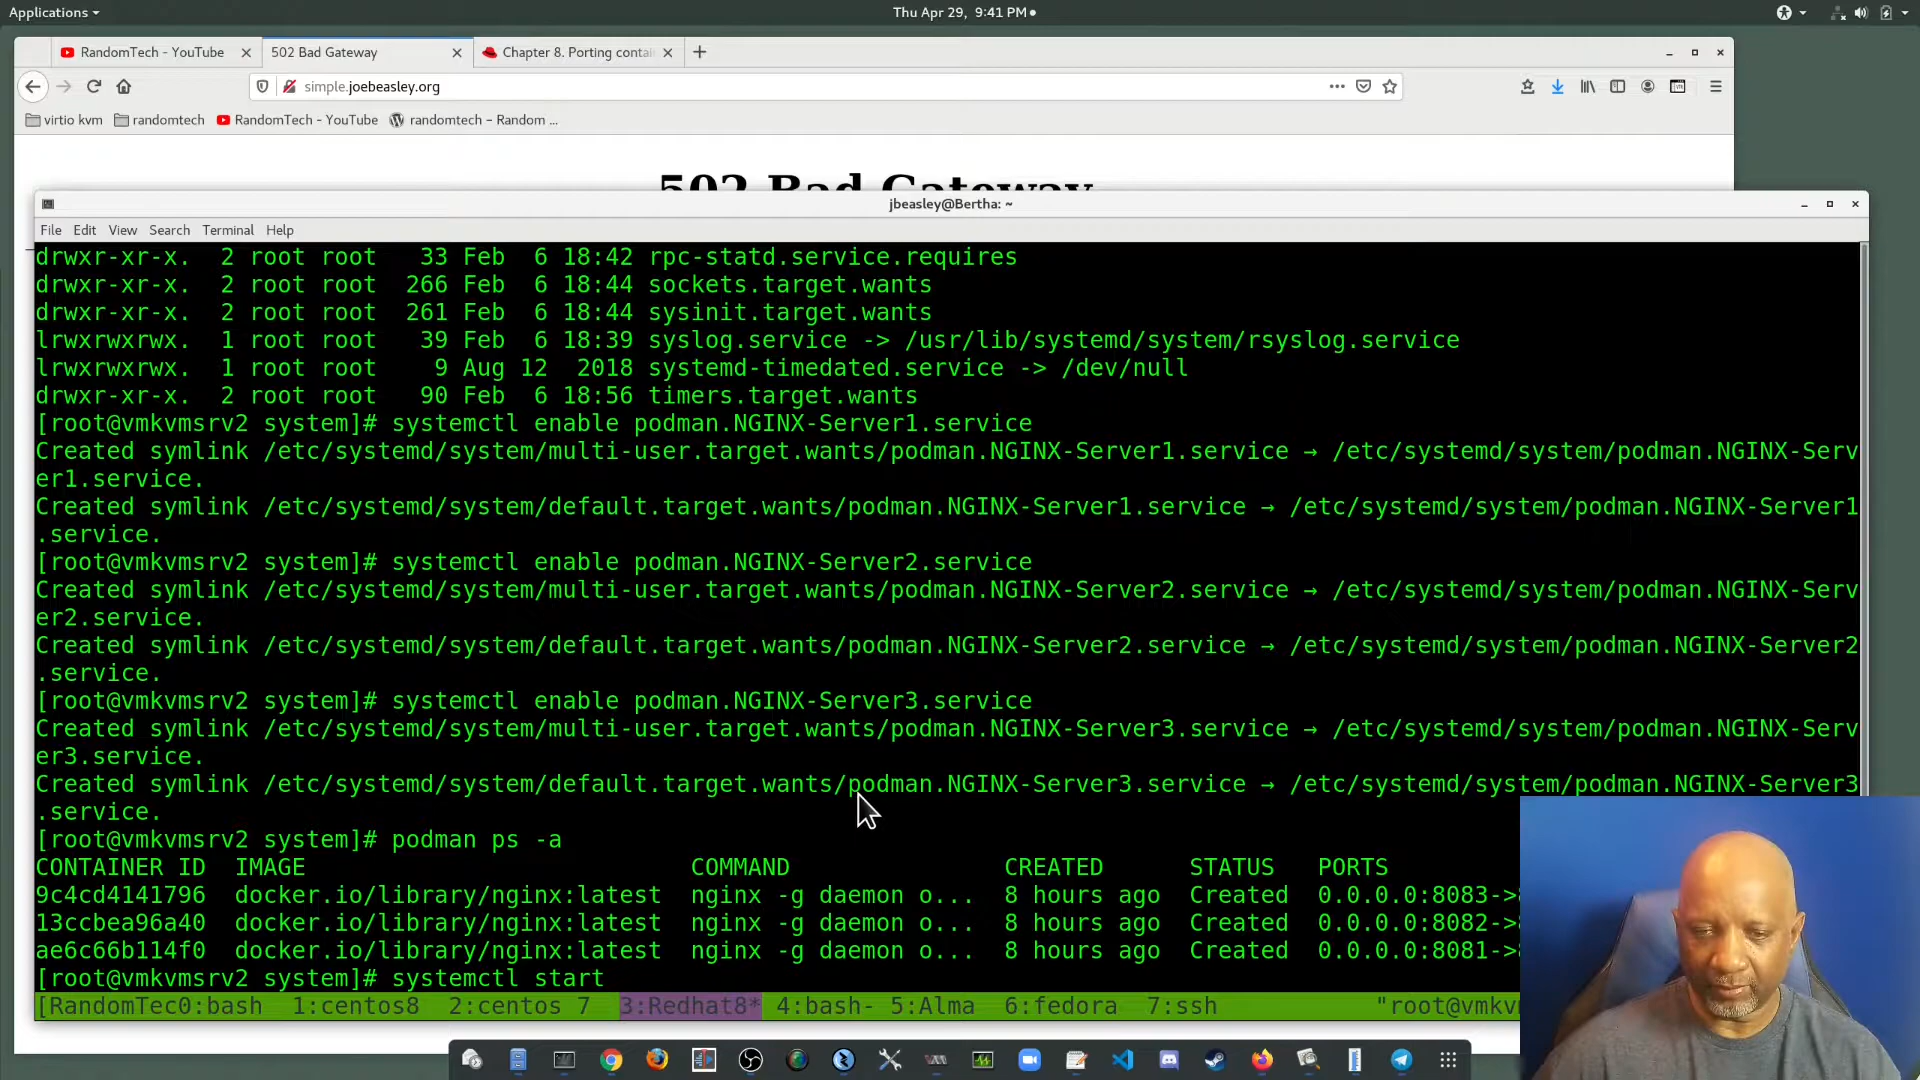 Applications
Thu Apr 29, 9:41 PM
RandomTech - YouTube
502 Bad Gateway
Chapter 8. Porting contai
simple.joebeasley.org
virtio kvm
randomtech
RandomTech - YouTube
randomtech – Random ...
502 Bad Gateway
jbeasley@Bertha: ~
File Edit View Search Terminal Help
drwxr-xr-x. 2 root root 33 Feb 6 18:42 rpc-statd.service.requires
drwxr-xr-x. 2 root root 266 Feb 6 18:44 sockets.target.wants
drwxr-xr-x. 2 root root 261 Feb 6 18:44 sysinit.target.wants
lrwxrwxrwx. 1 root root 39 Feb 6 18:39 syslog.service -> /usr/lib/systemd/system/rsyslog.service
lrwxrwxrwx. 1 root root 9 Aug 12 2018 systemd-timedated.service -> /dev/null
drwxr-xr-x. 2 root root 90 Feb 6 18:56 timers.target.wants
[root@vmkvmsrv2 system]# systemctl enable podman.NGINX-Server1.service
Created symlink /etc/systemd/system/multi-user.target.wants/podman.NGINX-Server1.service → /etc/systemd/system/podman.NGINX-Serv
er1.service.
Created symlink /etc/systemd/system/default.target.wants/podman.NGINX-Server1.service → /etc/systemd/system/podman.NGINX-Server1
.service.
[root@vmkvmsrv2 system]# systemctl enable podman.NGINX-Server2.service
Created symlink /etc/systemd/system/multi-user.target.wants/podman.NGINX-Server2.service → /etc/systemd/system/podman.NGINX-Serv
er2.service.
Created symlink /etc/systemd/system/default.target.wants/podman.NGINX-Server2.service → /etc/systemd/system/podman.NGINX-Server2
.service.
[root@vmkvmsrv2 system]# systemctl enable podman.NGINX-Server3.service
Created symlink /etc/systemd/system/multi-user.target.wants/podman.NGINX-Server3.service → /etc/systemd/system/podman.NGINX-Serv
er3.service.
Created symlink /etc/systemd/system/default.target.wants/podman.NGINX-Server3.service → /etc/systemd/system/podman.NGINX-Server3
.service.
[root@vmkvmsrv2 system]# podman ps -a
CONTAINER ID IMAGE COMMAND CREATED STATUS PORTS
9c4cd4141796 docker.io/library/nginx:latest nginx -g daemon o... 8 hours ago Created 0.0.0.0:8083->
13ccbea96a40 docker.io/library/nginx:latest nginx -g daemon o... 8 hours ago Created 0.0.0.0:8082->
ae6c66b114f0 docker.io/library/nginx:latest nginx -g daemon o... 8 hours ago Created 0.0.0.0:8081->
[root@vmkvmsrv2 system]# systemctl start
[RandomTec0:bash 1:centos8 2:centos 7 3:Redhat8* 4:bash- 5:Alma 6:fedora 7:ssh "root@vmkv